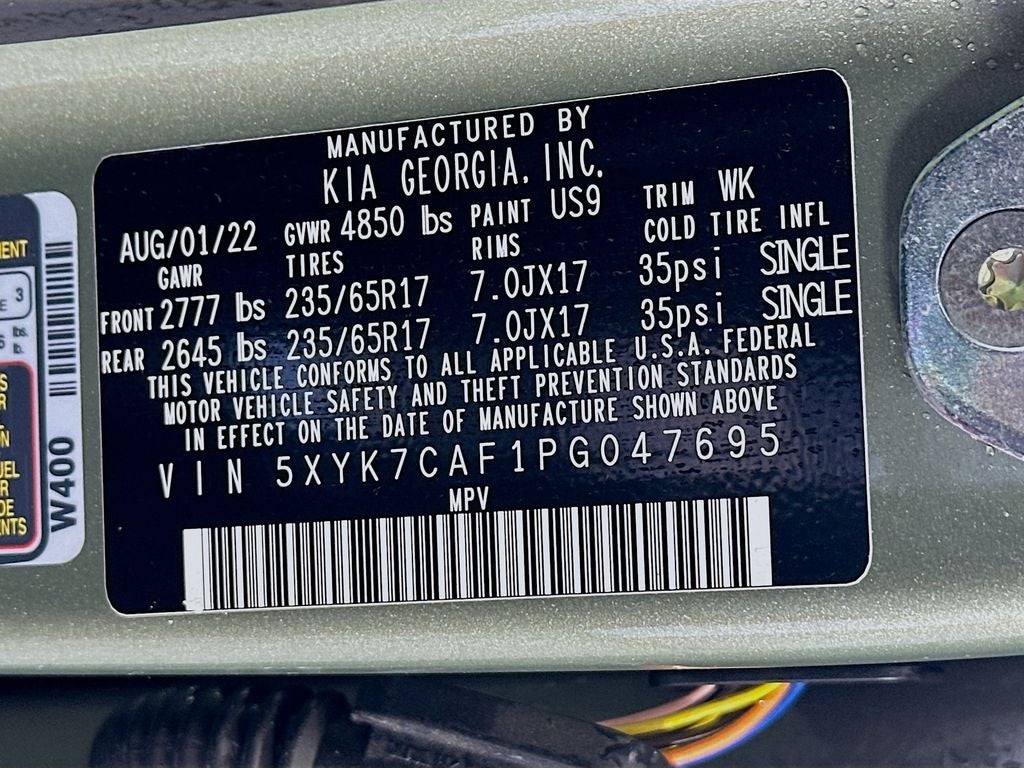 MANUFACTURED BY
KIA GEORGIA, INC.
AUG/01/22 GVWR 4850 lbs PAINT US9 TRIM WK
GAWR TIRES RIMS COLD TIRE INFL
FRONT 2777 lbs 235/65R17 7.0JX17 35psi SINGLE
REAR 2645 lbs 235/65R17 7.0JX17 35psi SINGLE
THIS VEHICLE CONFORMS TO ALL APPLICABLE U.S.A. FEDERAL
MOTOR VEHICLE SAFETY AND THEFT PREVENTION STANDARDS
IN EFFECT ON THE DATE OF MANUFACTURE SHOWN ABOVE
VIN 5XYK7CAF1PG047695
MPV
3
lbs.
lb.
W400